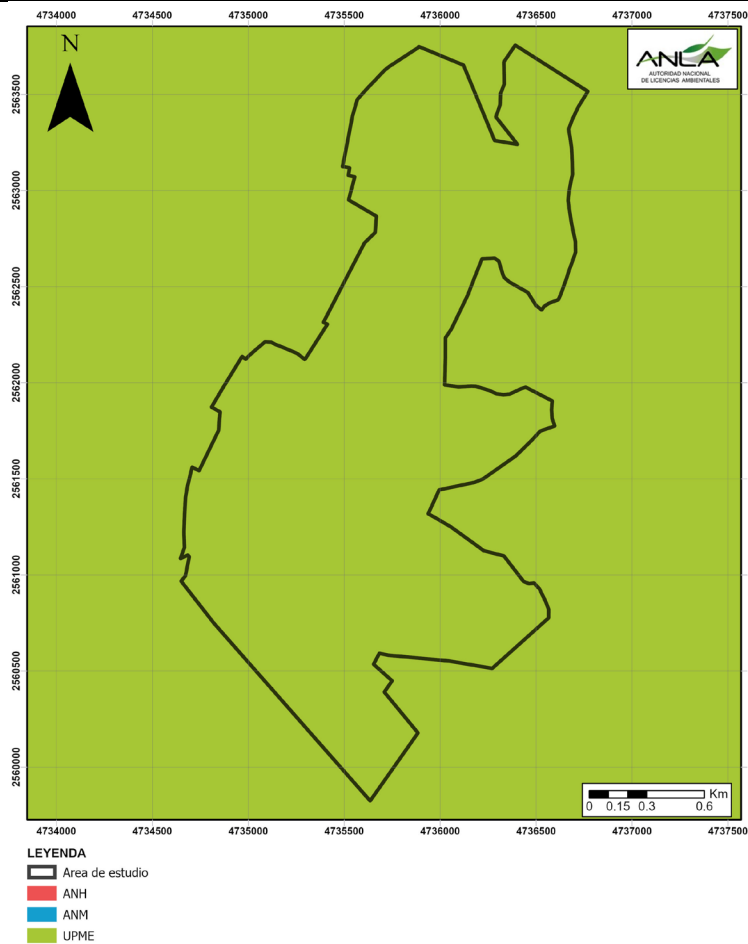 4734000 4734500 4735000 4735500 4736000 4736500 4737000 4737500
N
ANLA
AUTORIDAD NACIONAL
DE LICENCIAS AMBIENTALES
2563500
2563000
2562500
2562000
2561500
2561000
2560500
2560000
Km
0 0.15 0.3 0.6
4734000 4734500 4735000 4735500 4736000 4736500 4737000 4737500
LEYENDA
Area de estudio
ANH
ANM
UPME